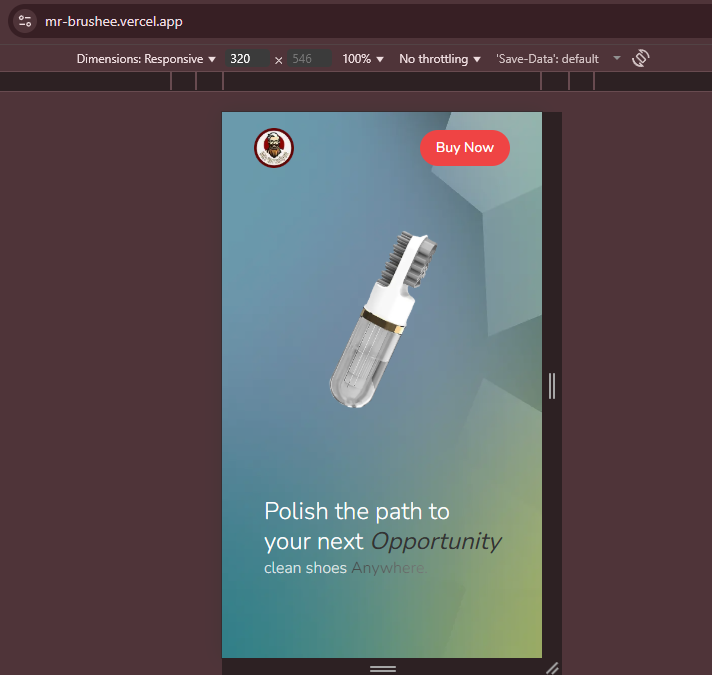 mr-brushee.vercel.app
Dimensions: Responsive 320 × 546 100% No throttling 'Save-Data': default
Buy Now
Polish the path to
your next Opportunity
clean shoes Anywhere.